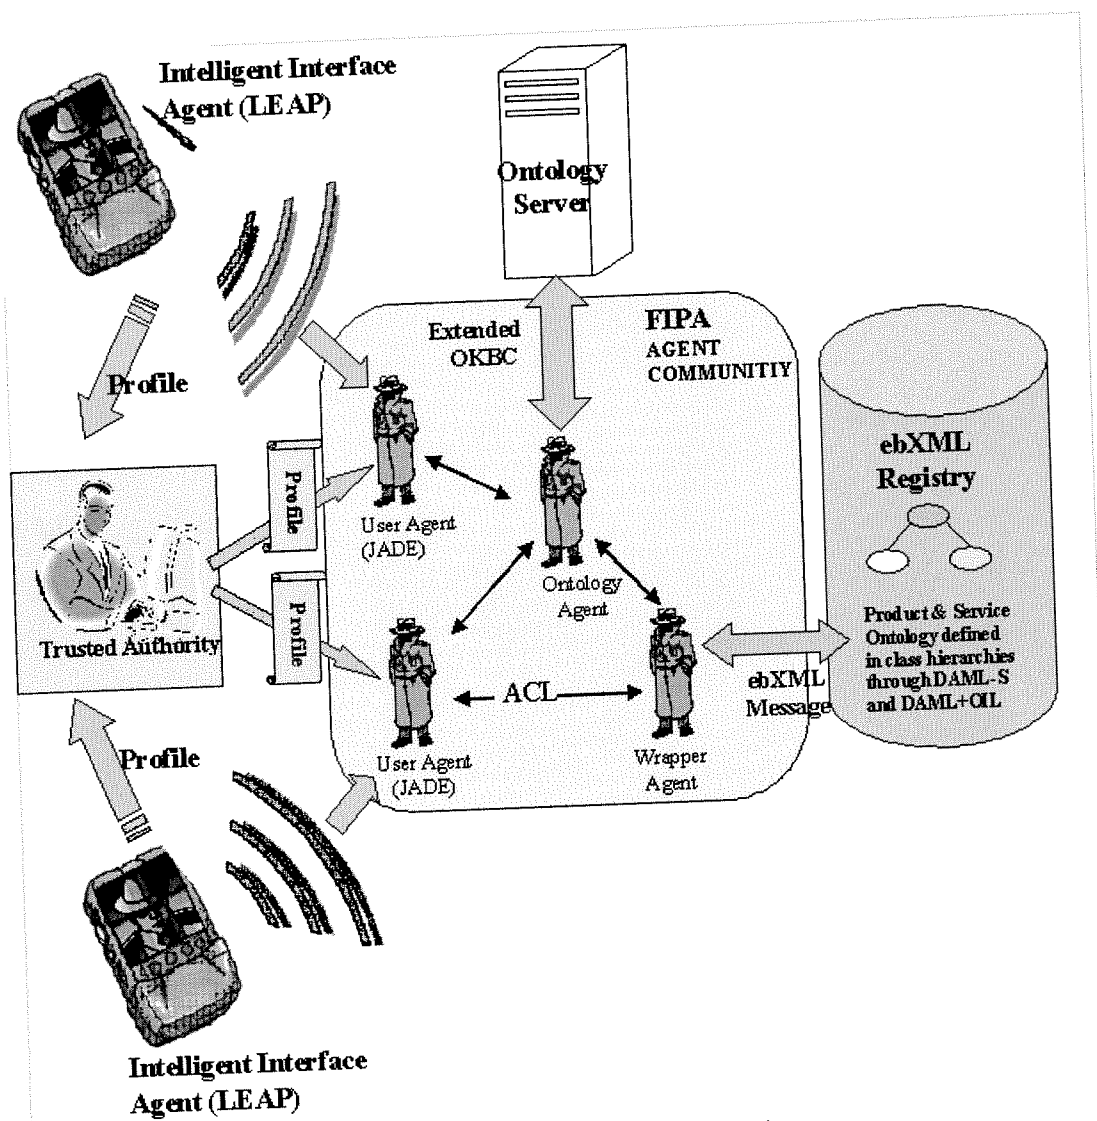 Intelligent Interface
Agent (LEAP)
Ontology
Server
Extended
OKBC
FIPA
AGENT
COMMUNITIY
Profile
ebXML
Registry
Profile
User Agent
(JADE)
Ontology
Agent
Profile
Trusted Authority
Product & Service
Ontology defined
in class hierarchies
through DAML-S
and DAML+OIL
ACL
ebXML
Message
Profile
User Agent
(JADE)
Wrapper
Agent
Intelligent Interface
Agent (LEAP)